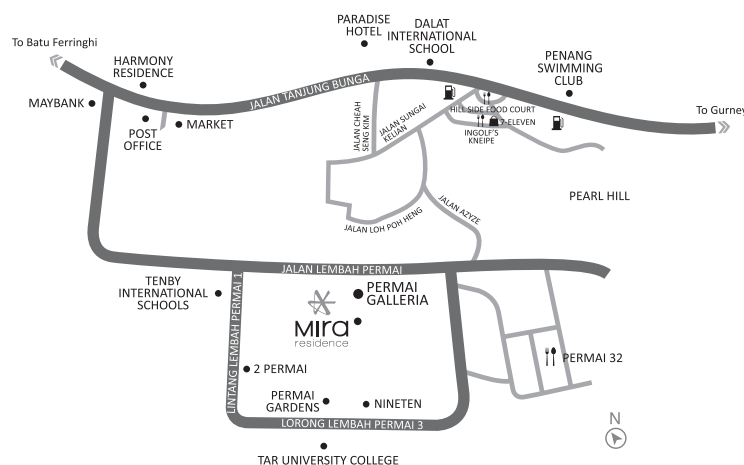 PARADISE
HOTEL
DALAT
INTERNATIONAL
SCHOOL
To Batu Ferringhi
HARMONY
RESIDENCE
PENANG
SWIMMING
CLUB
MAYBANK
JALAN TANJUNG BUNGA
To Gurney
POST
OFFICE
MARKET
JALAN CHEAH
SENG KIM
JALAN SUNGAI
KELIAN
HILL SIDE FOOD COURT
7-ELEVEN
INGOLF'S
KNEIPE
PEARL HILL
JALAN LOH POH HENG
JALAN AZYZE
JALAN LEMBAH PERMAI
TENBY
INTERNATIONAL
SCHOOLS
LINTANG LEMBAH PERMAI 1
PERMAI
GALLERIA
mira
residence
PERMAI 32
2 PERMAI
PERMAI
GARDENS
NINETEN
LORONG LEMBAH PERMAI 3
TAR UNIVERSITY COLLEGE
N